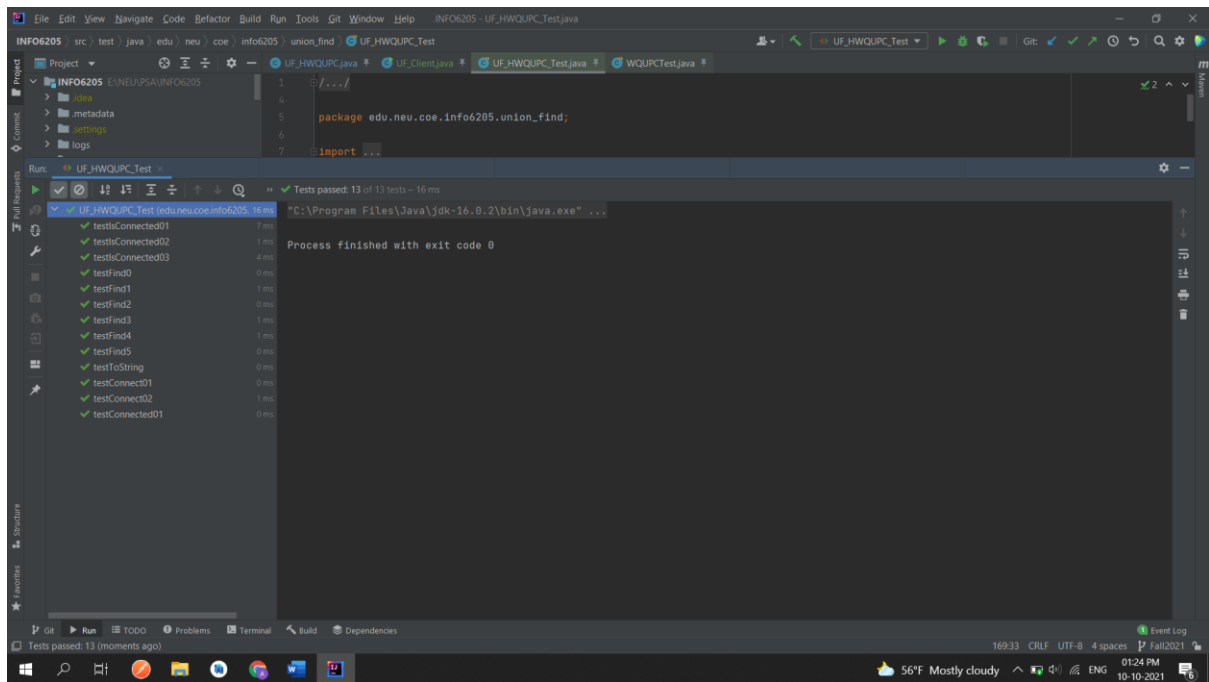 File Edit View Navigate Code Refactor Build Run Tools Git Window Help INFO6205 - UF_HWQUPC_Test.java
INFO6205 src test java edu neu coe info6205 union_find UF_HWQUPC_Test UF_HWQUPC_Test Git:
Project UF_HWQUPC.java UF_Client.java UF_HWQUPC_Test.java WQUPCTest.java
INFO6205 E:\NEU\PSA\INFO6205 1 /.../ 2
.idea 4
.metadata 5 package edu.neu.coe.info6205.union_find;
.settings 6
logs 7 import ...
Run: UF_HWQUPC_Test
Tests passed: 13 of 13 tests – 16 ms
UF_HWQUPC_Test (edu.neu.coe.info6205. 16 ms "C:\Program Files\Java\jdk-16.0.2\bin\java.exe" ...
testIsConnected01 7 ms
testIsConnected02 1 ms
Process finished with exit code 0
testIsConnected03 4 ms
testFind0 0 ms
testFind1 1 ms
testFind2 0 ms
testFind3 1 ms
testFind4 1 ms
testFind5 0 ms
testToString 0 ms
testConnect01 0 ms
testConnect02 1 ms
testConnected01 0 ms
Project
Commit
Pull Requests
Structure
Favorites
Maven
Git Run TODO Problems Terminal Build Dependencies 1 Event Log
Tests passed: 13 (moments ago) 169:33 CRLF UTF-8 4 spaces Fall2021
56°F Mostly cloudy ENG 01:24 PM
10-10-2021 6